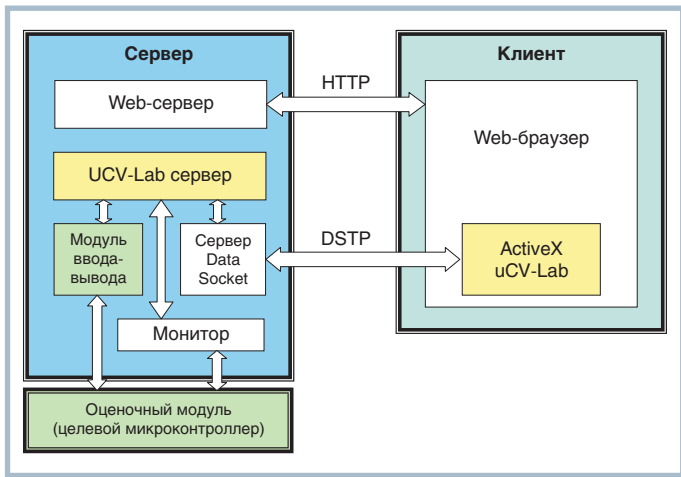 Сервер
Клиент
Web-сервер
HTTP
Web-браузер
UCV-Lab сервер
Модуль
ввода-
вывода
Сервер
Data
Socket
DSTP
ActiveX
uCV-Lab
Монитор
Оценочный модуль
(целевой микроконтроллер)